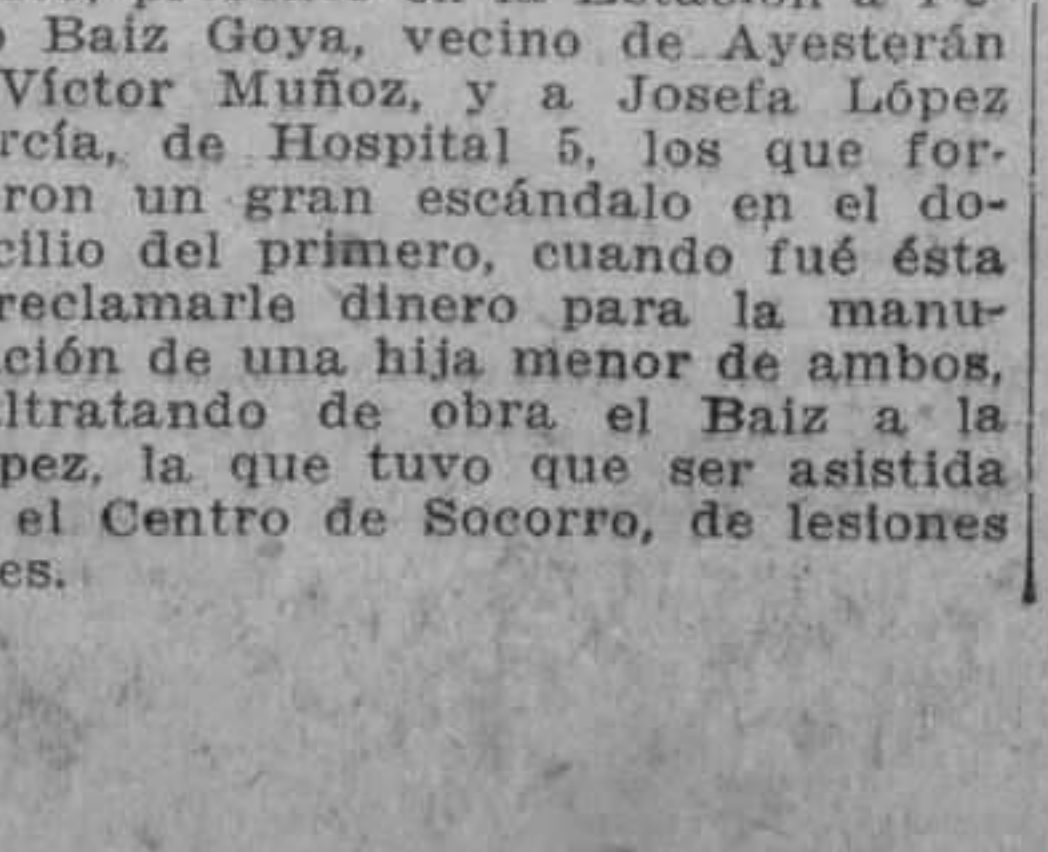 en la Estación a
Baiz Goya, vecino de Ayesterán
Víctor Muñoz, y a Josefa López
rcía, de Hospital 5, los que for-
ron un gran escándalo en el do-
cilio del primero, cuando fué ésta
reclamarle dinero para la manu-
ción de una hija menor de ambos,
ltratando de obra el Baiz a la
pez, la que tuvo que ser asistida
el Centro de Socorro, de lesiones
es.